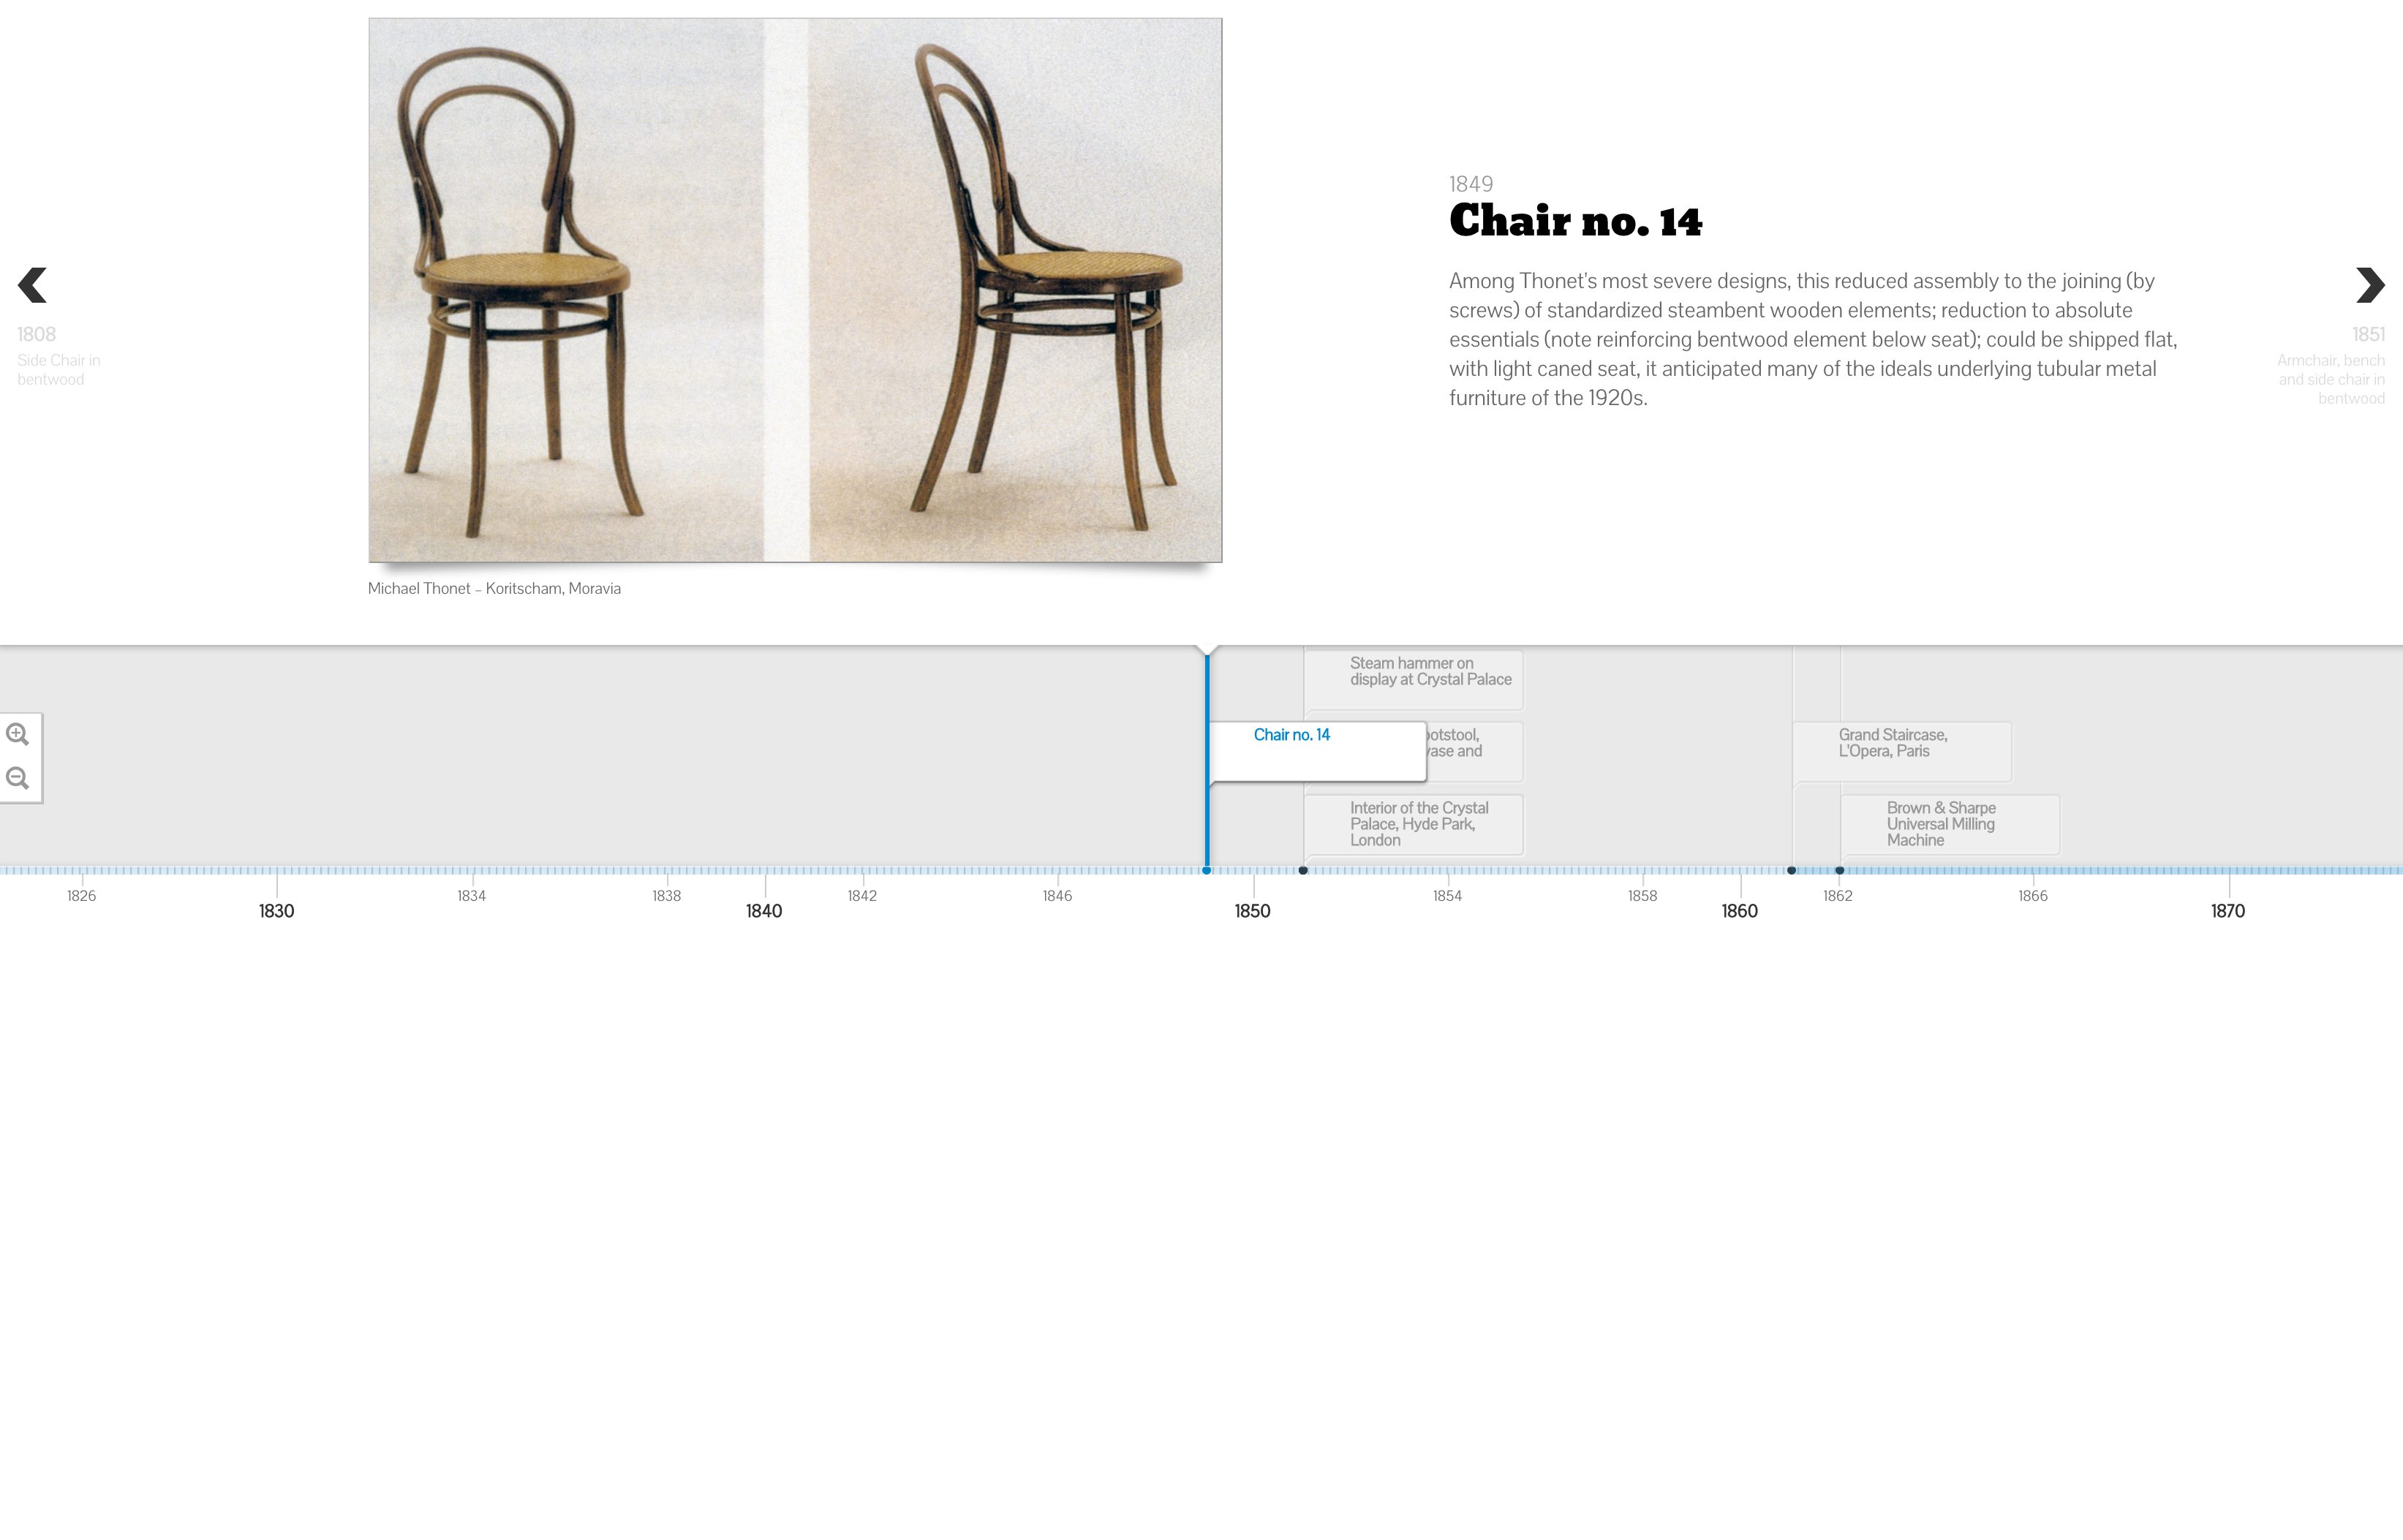 1849
Chair no. 14
Among Thonet's most severe designs, this reduced assembly to the joining (by
screws) of standardized steambent wooden elements; reduction to absolute
essentials (note reinforcing bentwood element below seat); could be shipped flat,
with light caned seat, it anticipated many of the ideals underlying tubular metal
furniture of the 1920s.
1808
Side Chair in
bentwood
1851
Armchair, bench
and side chair in
bentwood
Michael Thonet – Koritscham, Moravia
Steam hammer on
display at Crystal Palace
Chair no. 14
and
Grand Staircase,
L'Opera, Paris
Interior of the Crystal
Palace, Hyde Park,
London
Brown & Sharpe
Universal Milling
Machine
1826
1830
1834
1838
1840
1842
1846
1850
1854
1858
1860
1862
1866
1870